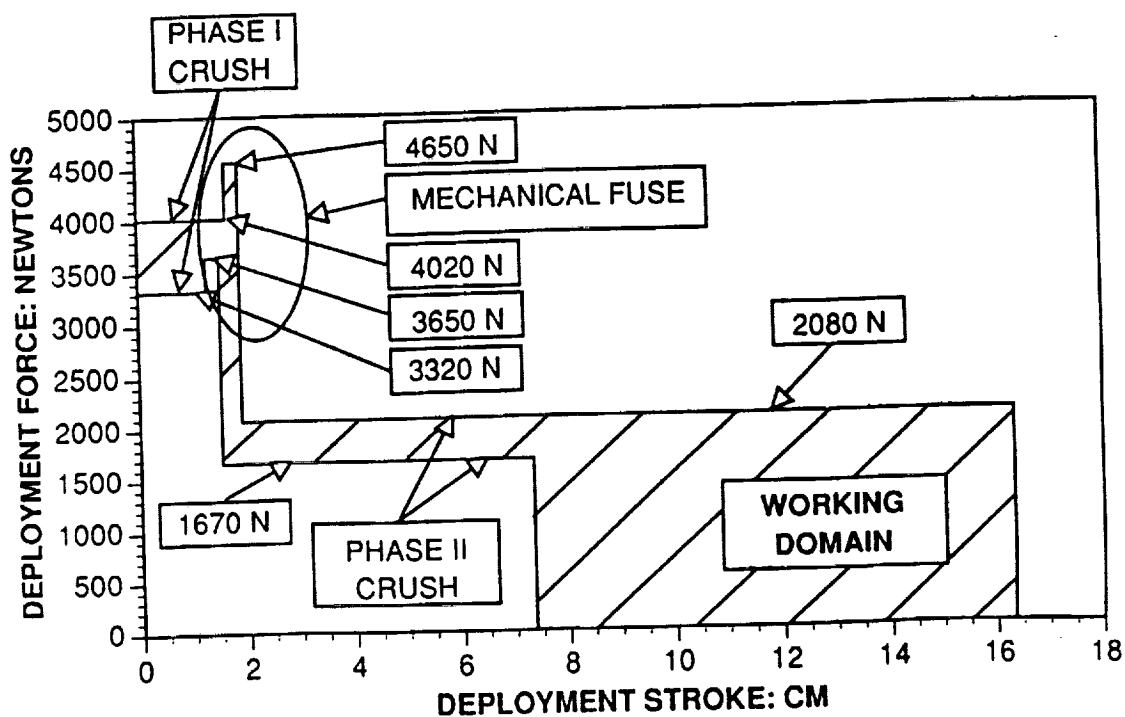 PHASE I
CRUSH
DEPLOYMENT FORCE: NEWTONS
5000
4500
4000
3500
3000
2500
2000
1500
1000
500
0
4650 N
MECHANICAL FUSE
4020 N
3650 N
3320 N
2080 N
1670 N
PHASE II
CRUSH
WORKING
DOMAIN
0 2 4 6 8 10 12 14 16 18
DEPLOYMENT STROKE: CM